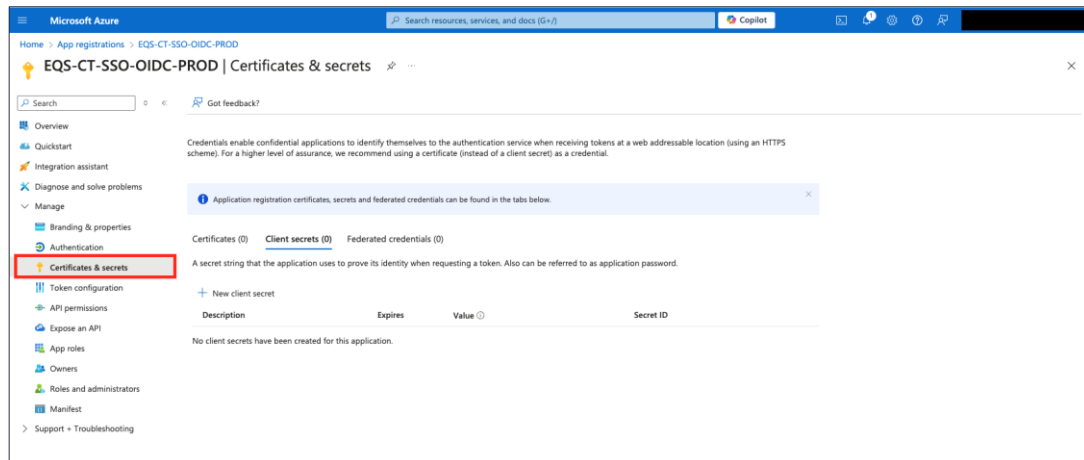 Microsoft Azure
Search resources, services, and docs (G+/)
Copilot
1
Home > App registrations > EQS-CT-SSO-OIDC-PROD
EQS-CT-SSO-OIDC-PROD | Certificates & secrets
Search
Got feedback?
Overview
Quickstart
Integration assistant
Diagnose and solve problems
Manage
Branding & properties
Authentication
Certificates & secrets
Token configuration
API permissions
Expose an API
App roles
Owners
Roles and administrators
Manifest
Support + Troubleshooting
Credentials enable confidential applications to identify themselves to the authentication service when receiving tokens at a web addressable location (using an HTTPS
scheme). For a higher level of assurance, we recommend using a certificate (instead of a client secret) as a credential.
Application registration certificates, secrets and federated credentials can be found in the tabs below.
Certificates (0) Client secrets (0) Federated credentials (0)
A secret string that the application uses to prove its identity when requesting a token. Also can be referred to as application password.
New client secret
Description Expires Value Secret ID
No client secrets have been created for this application.